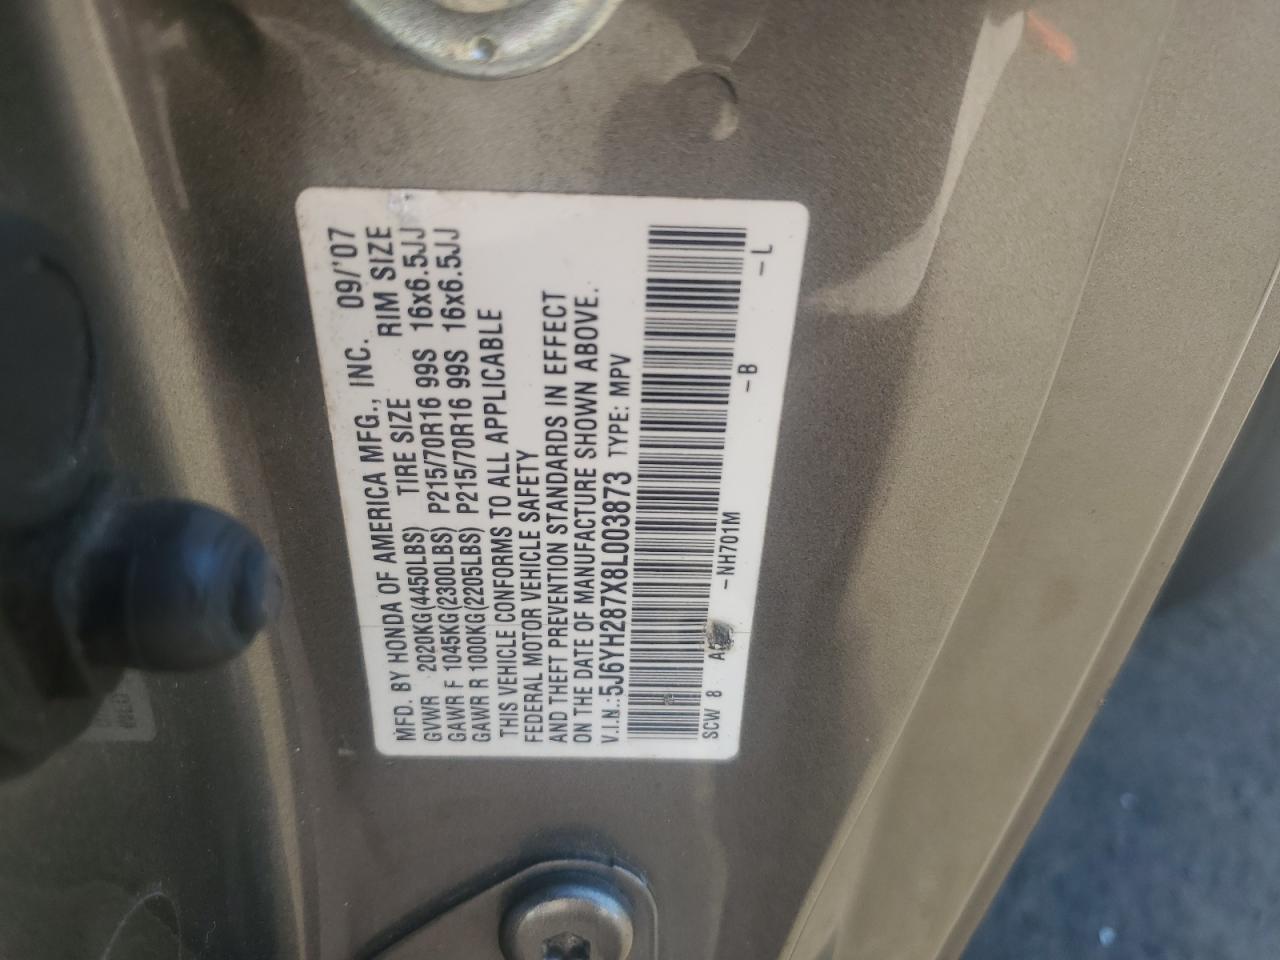 MFD. BY HONDA OF AMERICA MFG., INC. 09/'07
TIRE SIZE RIM SIZE
GVWR 2020KG(4450LBS)
GAWR F 1045KG(2300LBS) P215/70R16 99S 16x6.5JJ
GAWR R 1000KG(2205LBS) P215/70R16 99S 16x6.5JJ
THIS VEHICLE CONFORMS TO ALL APPLICABLE
FEDERAL MOTOR VEHICLE SAFETY
AND THEFT PREVENTION STANDARDS IN EFFECT
ON THE DATE OF MANUFACTURE SHOWN ABOVE.
V.I.N.:5J6YH287X8L003873 TYPE: MPV
SCW 8 -NH701M -B -L